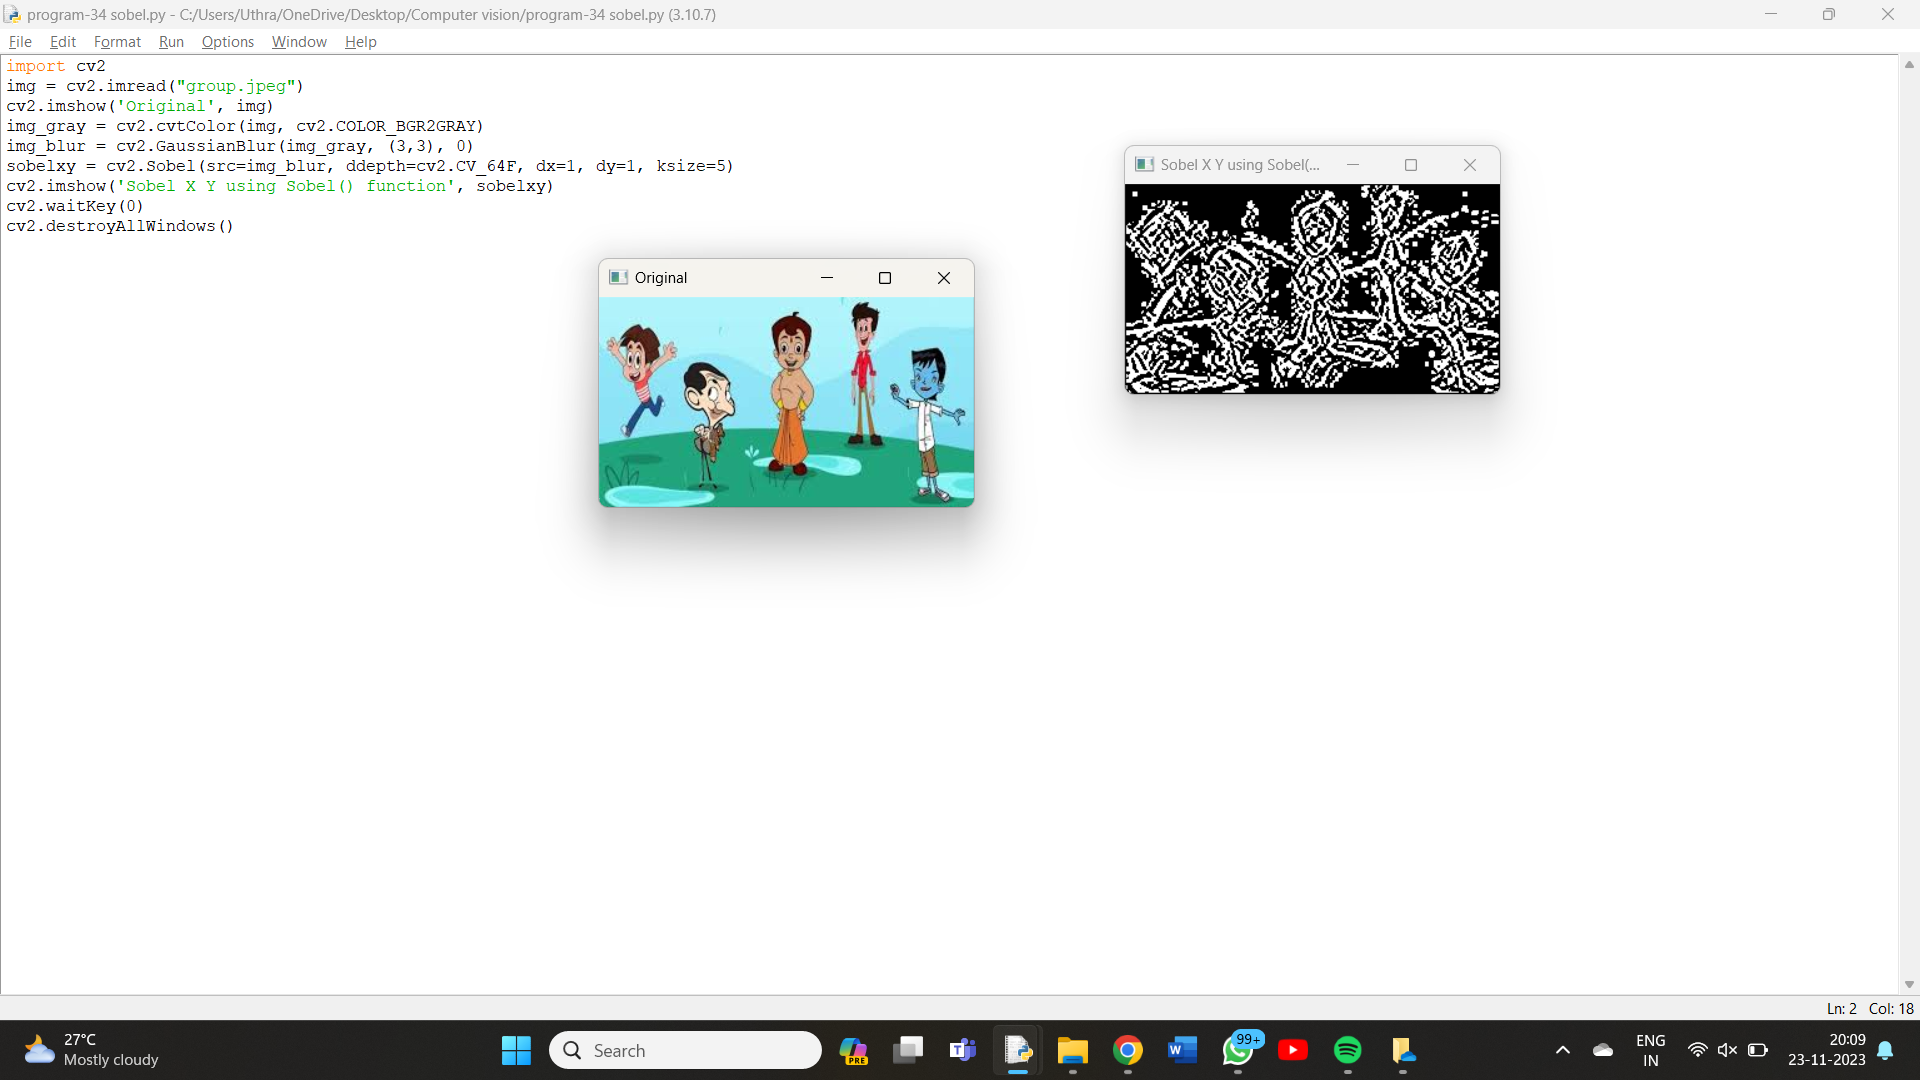 program-34 sobel.py - C:/Users/Uthra/OneDrive/Desktop/Computer vision/program-34 sobel.py (3.10.7)
File Edit Format Run Options Window Help
import cv2
img = cv2.imread("group.jpeg")
cv2.imshow('Original', img)
img_gray = cv2.cvtColor(img, cv2.COLOR_BGR2GRAY)
img_blur = cv2.GaussianBlur(img_gray, (3,3), 0)
sobelxy = cv2.Sobel(src=img_blur, ddepth=cv2.CV_64F, dx=1, dy=1, ksize=5)
cv2.imshow('Sobel X Y using Sobel() function', sobelxy)
cv2.waitKey(0)
cv2.destroyAllWindows()
Sobel X Y using Sobel(...
Original
Ln: 2 Col: 18
27°C
Mostly cloudy
Search
PRE
99+
ENG
IN
20:09
23-11-2023